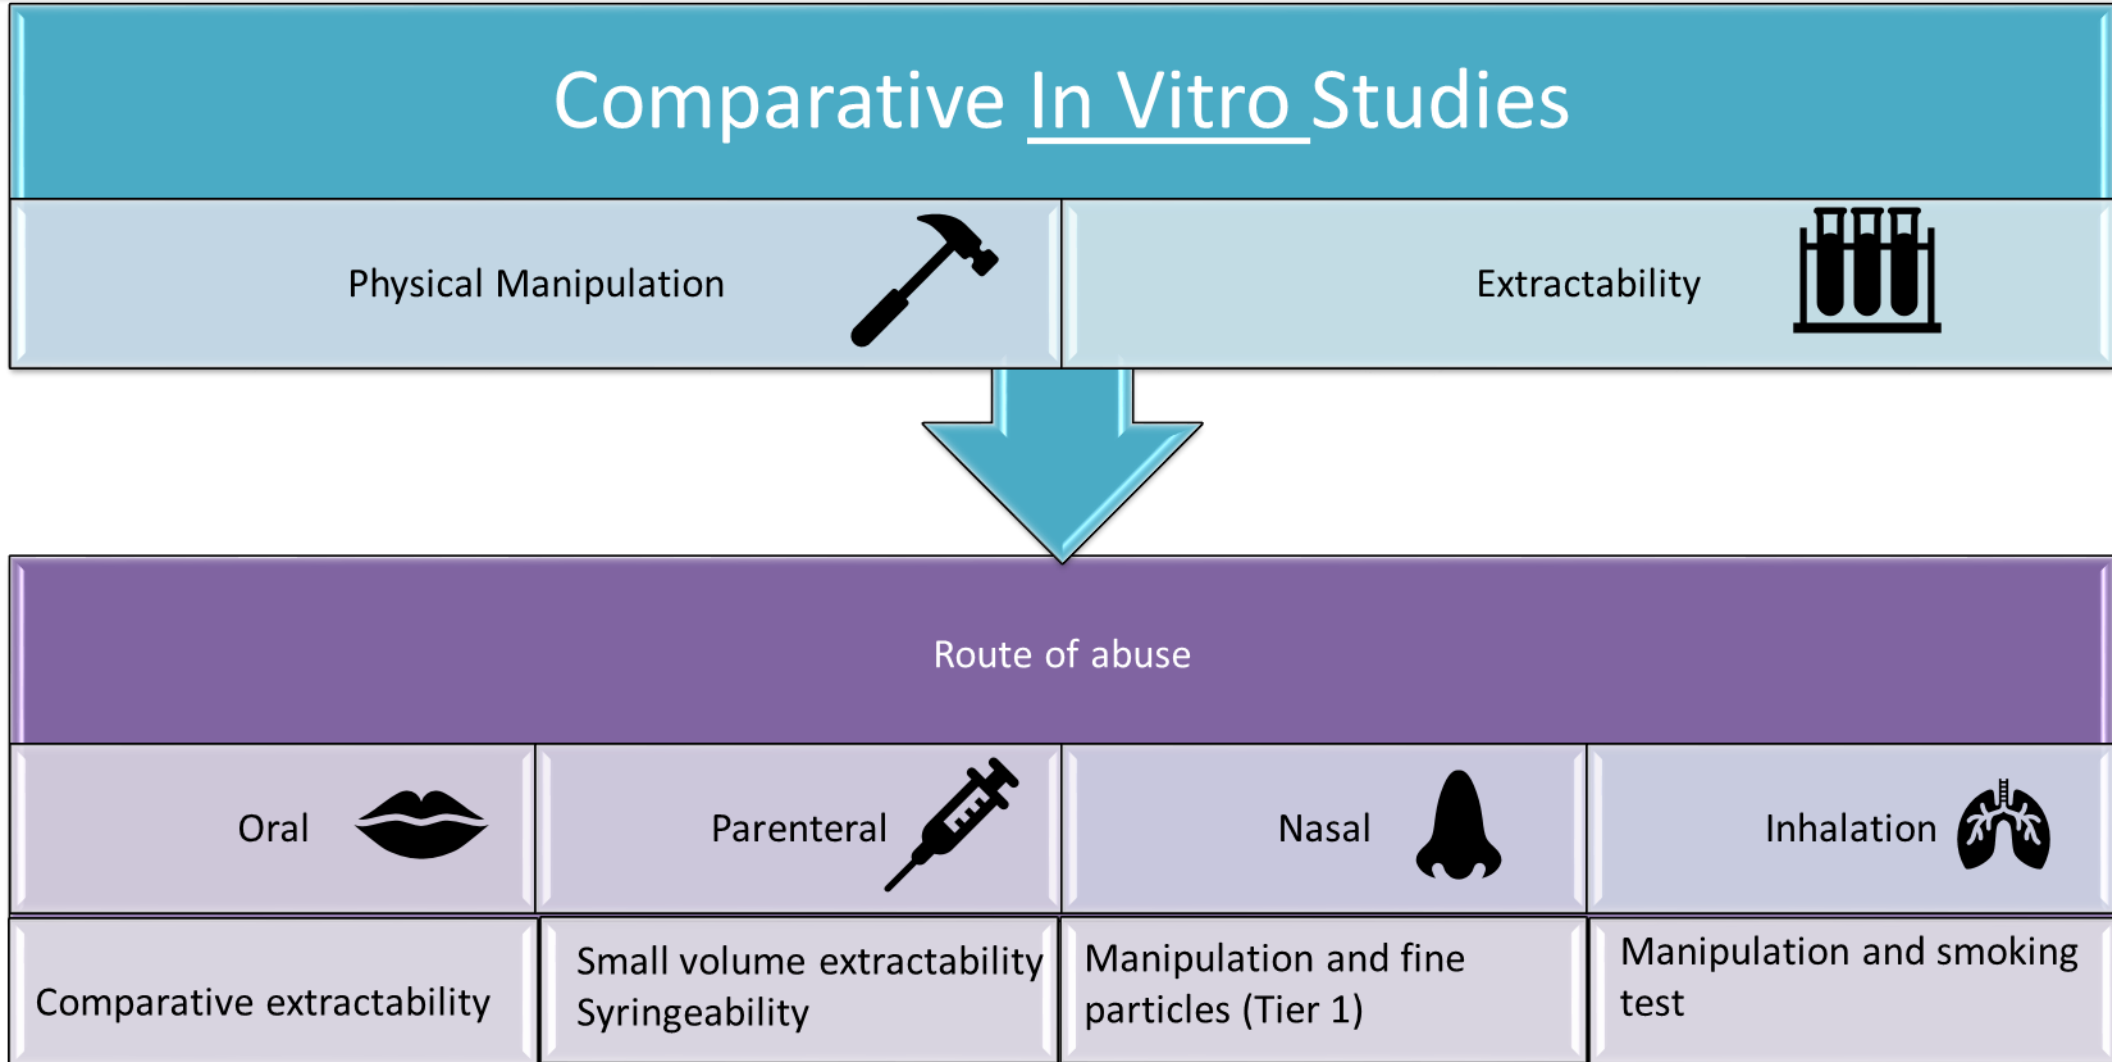 Comparative In Vitro Studies
Physical Manipulation
Extractability
Route of abuse
Oral
Parenteral
Nasal
Inhalation
Comparative extractability
Small volume extractability
Syringeability
Manipulation and fine
particles (Tier 1)
Manipulation and smoking
test